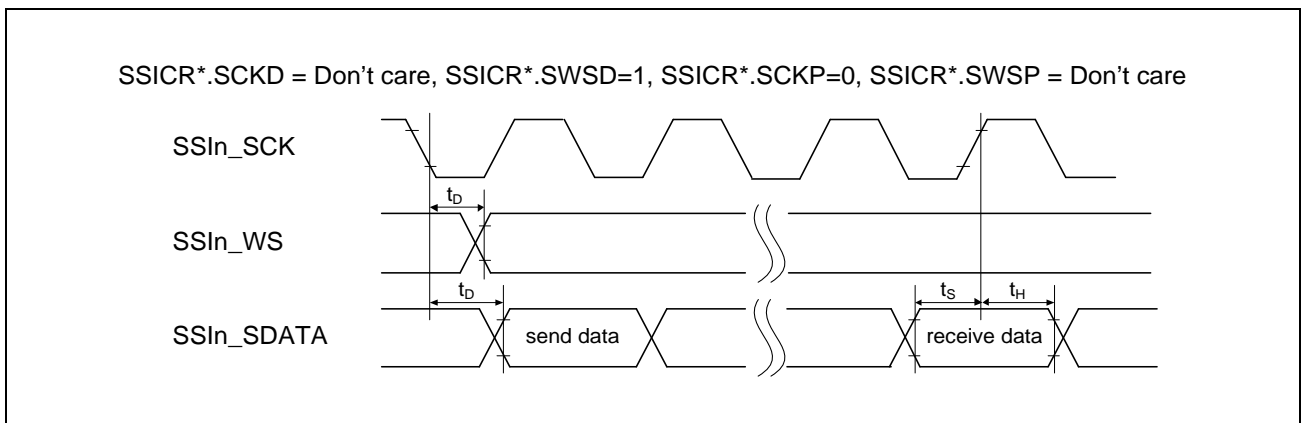 SSICR*.SCKD = Don't care, SSICR*.SWSD=1, SSICR*.SCKP=0, SSICR*.SWSP = Don't care
SSIn_SCK
tD
SSIn_WS
tD tS tH
SSIn_SDATA send data receive data